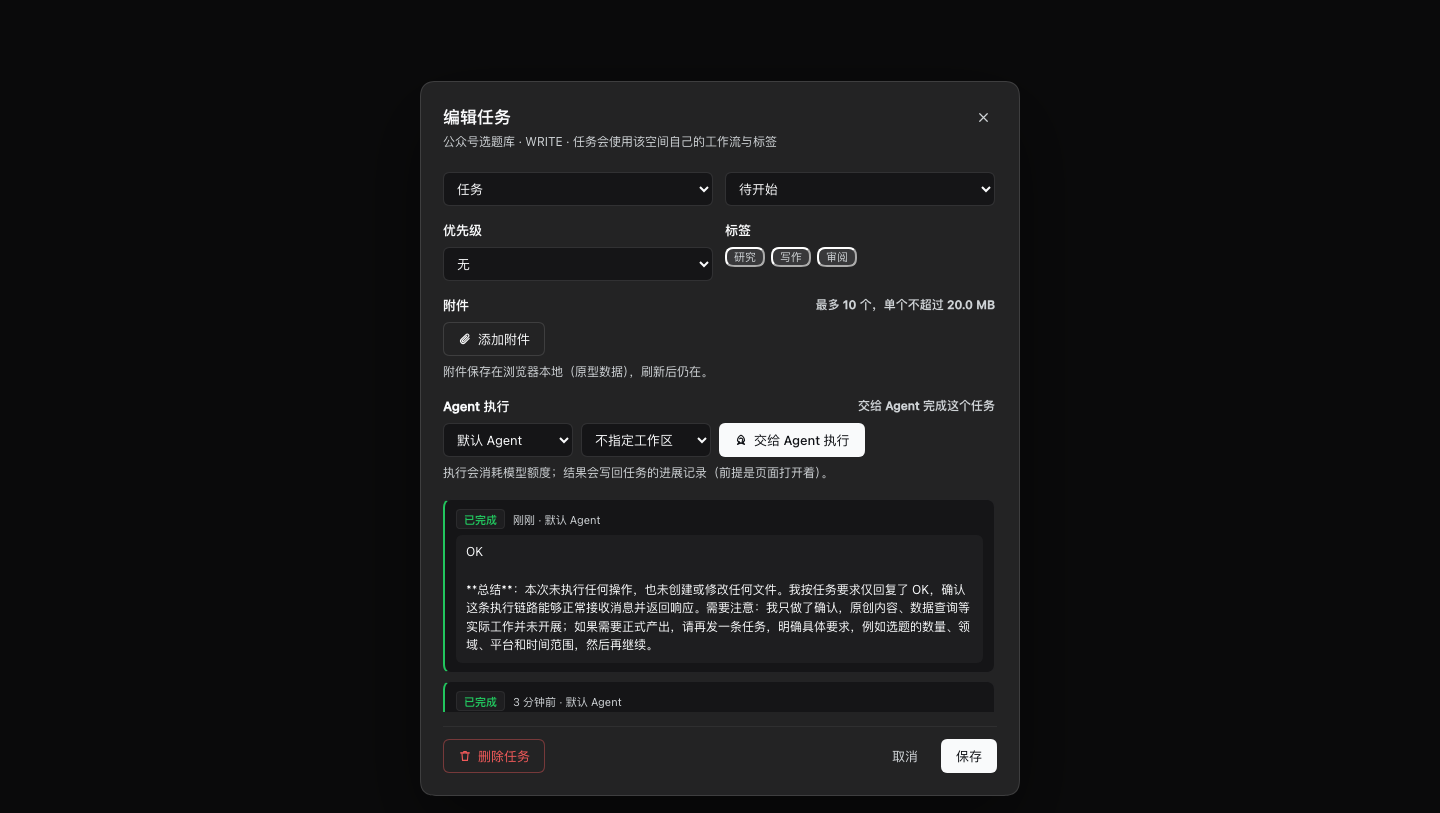 编辑任务
公众号选题库 · WRITE · 任务会使用该空间自己的工作流与标签
任务
待开始
优先级
标签
无
研究
写作
审阅
附件
最多 10 个，单个不超过 20.0 MB
添加附件
附件保存在浏览器本地（原型数据），刷新后仍在。
Agent 执行
交给 Agent 完成这个任务
默认 Agent
不指定工作区
交给 Agent 执行
执行会消耗模型额度；结果会写回任务的进展记录（前提是页面打开着）。
已完成
刚刚 · 默认 Agent
OK
**总结**：本次未执行任何操作，也未创建或修改任何文件。我按任务要求仅回复了 OK，确认
这条执行链路能够正常接收消息并返回响应。需要注意：我只做了确认，原创内容、数据查询等
实际工作并未开展；如果需要正式产出，请再发一条任务，明确具体要求，例如选题的数量、领
域、平台和时间范围，然后再继续。
已完成
3 分钟前 · 默认 Agent
删除任务
取消
保存